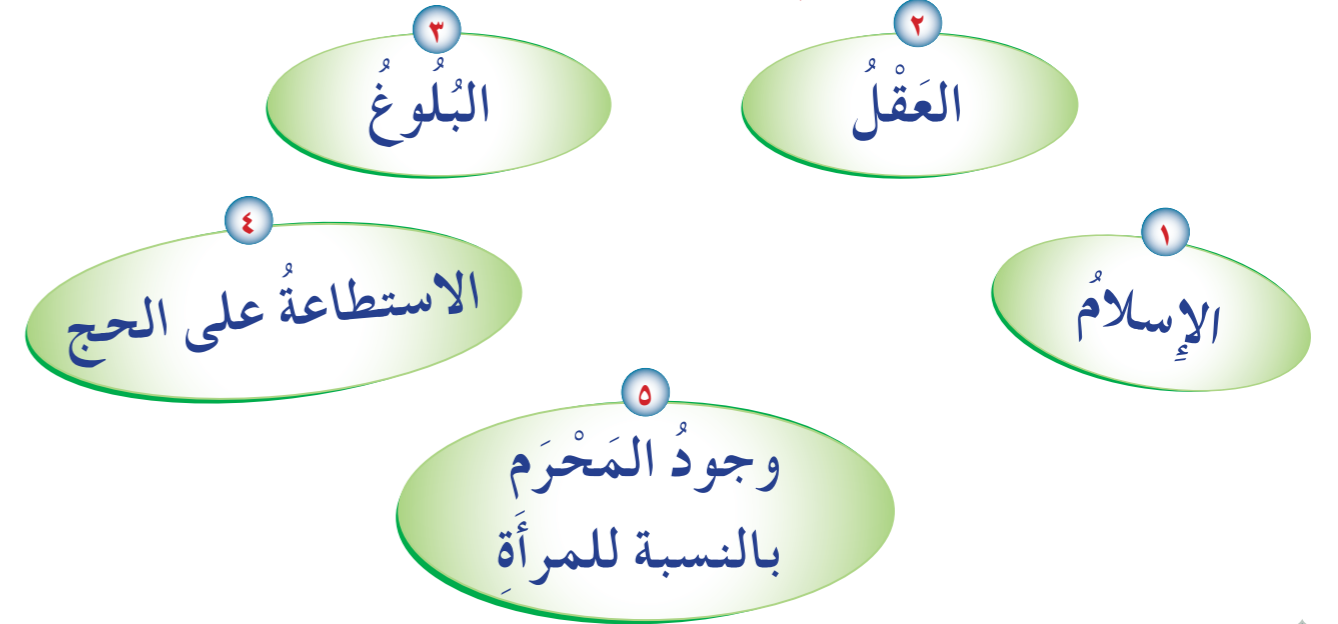 ١
الإِسلامُ
٢
العَقْلُ
٣
البُلُوغُ
٤
الاستطاعةُ على الحج
٥
وجودُ المَحْرَم
بالنسبة للمرأَةِ